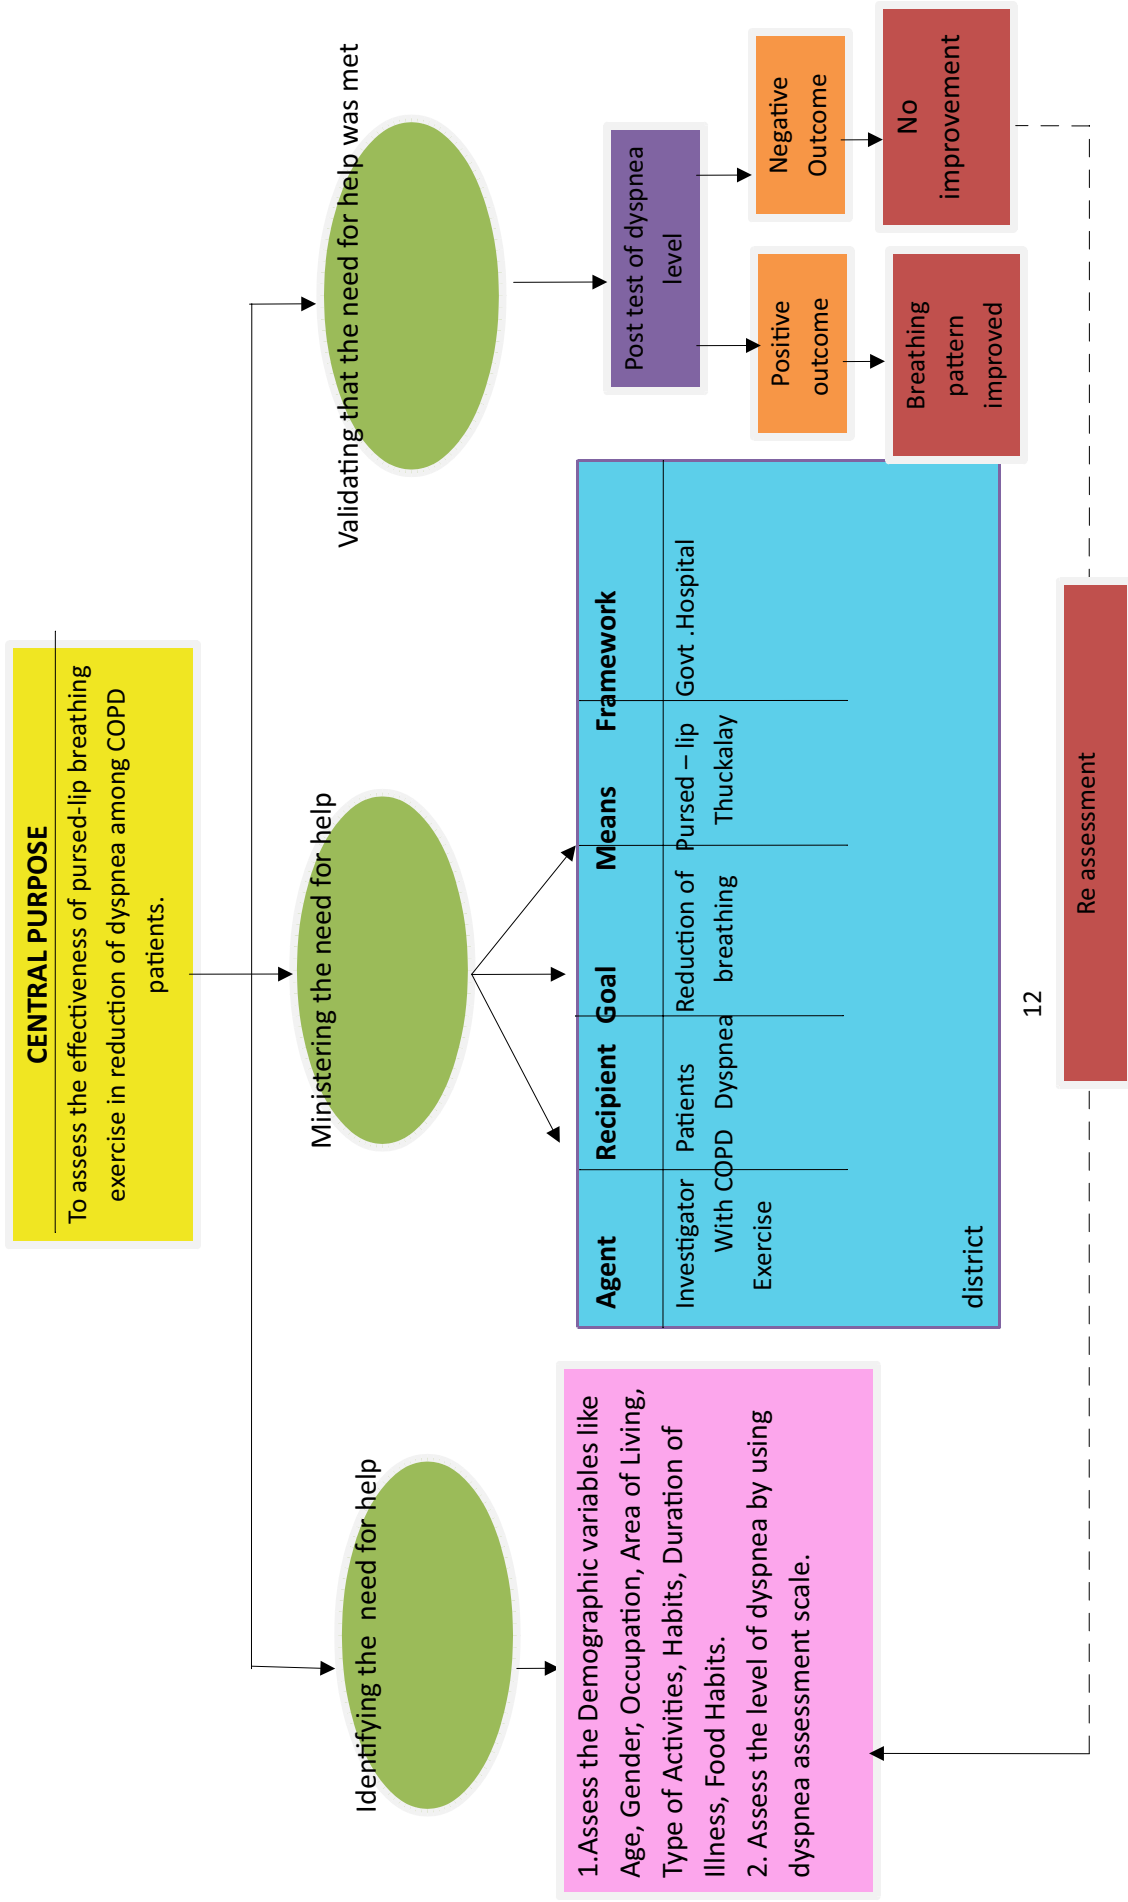 CENTRAL PURPOSE
To assess the effectiveness of pursed-lip breathing
exercise in reduction of dyspnea among COPD
patients.
Identifying the need for help
Ministering the need for help
Validating that the need for help was met
1.Assess the Demographic variables like
Age, Gender, Occupation, Area of Living,
Type of Activities, Habits, Duration of
Illness, Food Habits.
2. Assess the level of dyspnea by using
dyspnea assessment scale.
Agent Recipient Goal Means Framework
Investigator Patients Reduction of Pursed – lip Govt .Hospital
With COPD Dyspnea breathing Thuckalay
Exercise
district
Post test of dyspnea
level
Positive
outcome
Negative
Outcome
Breathing
pattern
improved
No
improvement
12
Re assessment